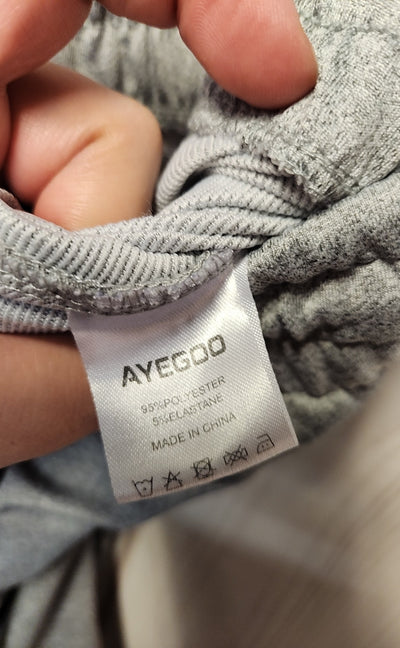 AYEGOO
95%POLYESTER
5%ELASTANE
MADE IN CHINA